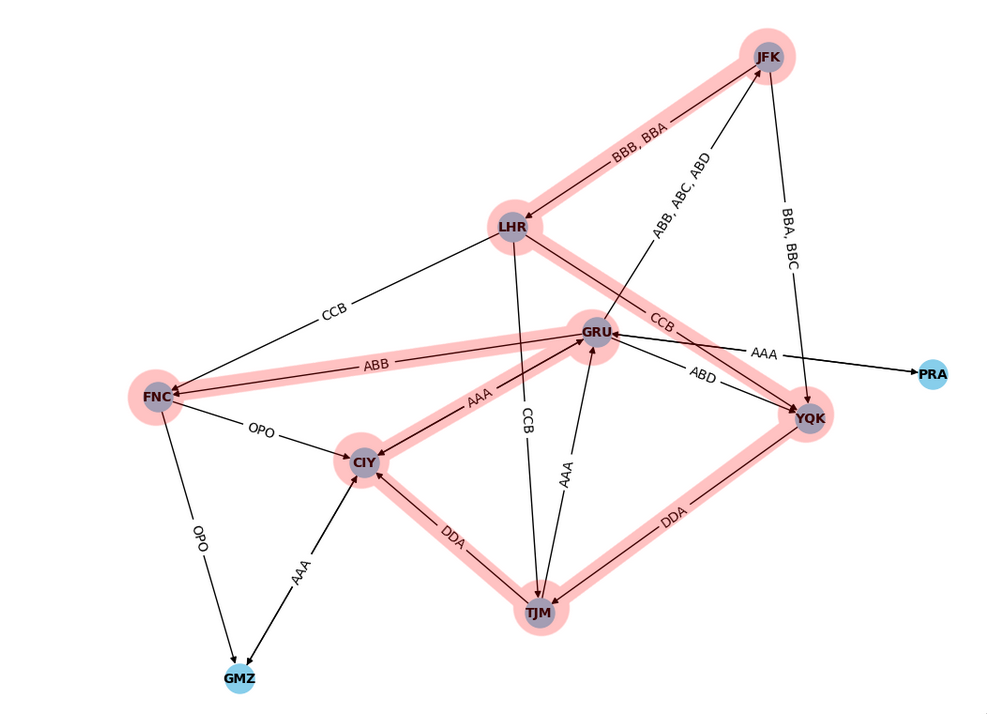 JFK
BBB, BBA
LHR
ABB, ABC, ABD
BBA, BBC
CCB
CCB
GRU
AAA
PRA
ABB
ABD
FNC
AAA
YQK
OPO
CCB
CIY
AAA
DDA
DDA
OPO
AAA
TJM
GMZ